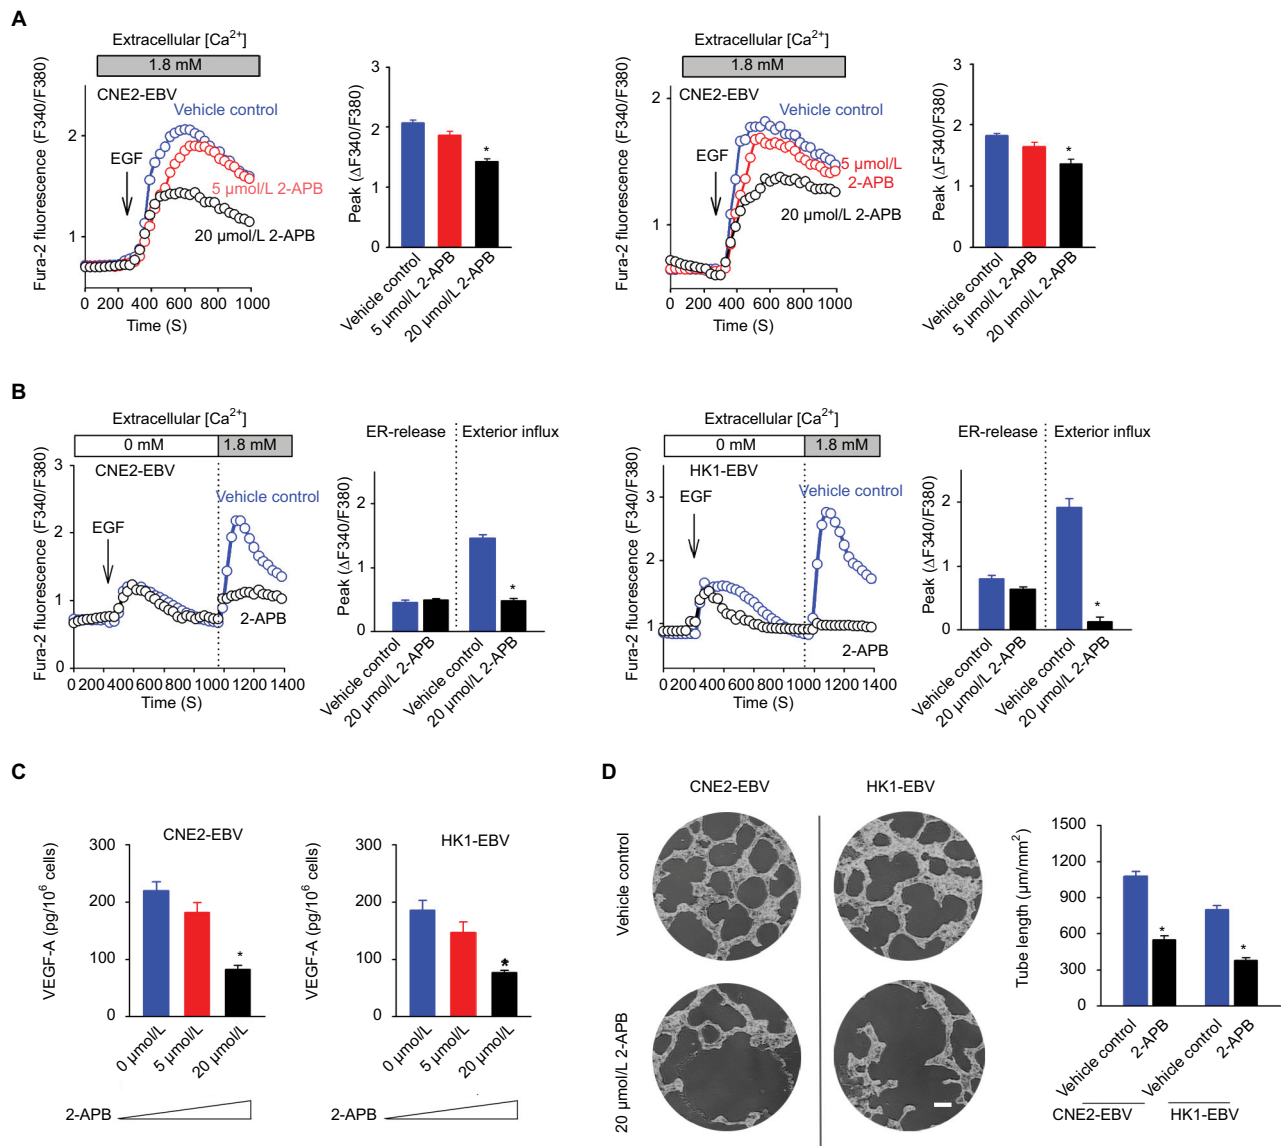 A
Extracellular [Ca2+]
1.8 mM
CNE2-EBV
Vehicle control
EGF
5 µmol/L 2-APB
20 µmol/L 2-APB
Fura-2 fluorescence (F340/F380)
2
1
0 200 400 600 800 1000
Time (S)
Peak (ΔF340/F380)
3
2
1
0
Vehicle control
5 µmol/L 2-APB
20 µmol/L 2-APB
*
Extracellular [Ca2+]
1.8 mM
CNE2-EBV
Vehicle control
EGF
5 µmol/L
2-APB
20 µmol/L 2-APB
Fura-2 fluorescence (F340/F380)
2
1
0 200 400 600 800 1000
Time (S)
Peak (ΔF340/F380)
3
2
1
0
Vehicle control
5 µmol/L 2-APB
20 µmol/L 2-APB
*
B
Extracellular [Ca2+]
0 mM
1.8 mM
CNE2-EBV
Vehicle control
EGF
2-APB
Fura-2 fluorescence (F340/F380)
3
2
1
0
0 200 400 600 800 1000 1400
Time (S)
ER-release
Exterior influx
Peak (ΔF340/F380)
3
2
1
0
*
Vehicle control
20 µmol/L 2-APB
Vehicle control
20 µmol/L 2-APB
Extracellular [Ca2+]
0 mM
1.8 mM
HK1-EBV
Vehicle control
EGF
2-APB
Fura-2 fluorescence (F340/F380)
3
2
1
0 200 400 600 800 1000 1400
Time (S)
ER-release
Exterior influx
Peak (ΔF340/F380)
3
2
1
0
*
Vehicle control
20 µmol/L 2-APB
Vehicle control
20 µmol/L 2-APB
C
CNE2-EBV
VEGF-A (pg/10⁶ cells)
300
200
100
0
*
0 µmol/L
5 µmol/L
20 µmol/L
2-APB
HK1-EBV
VEGF-A (pg/10⁶ cells)
300
200
100
0
*
0 µmol/L
5 µmol/L
20 µmol/L
2-APB
D
CNE2-EBV
HK1-EBV
Vehicle control
20 µmol/L 2-APB
Tube length (µm/mm²)
1500
1200
900
600
300
0
*
*
Vehicle control
2-APB
Vehicle control
2-APB
CNE2-EBV
HK1-EBV